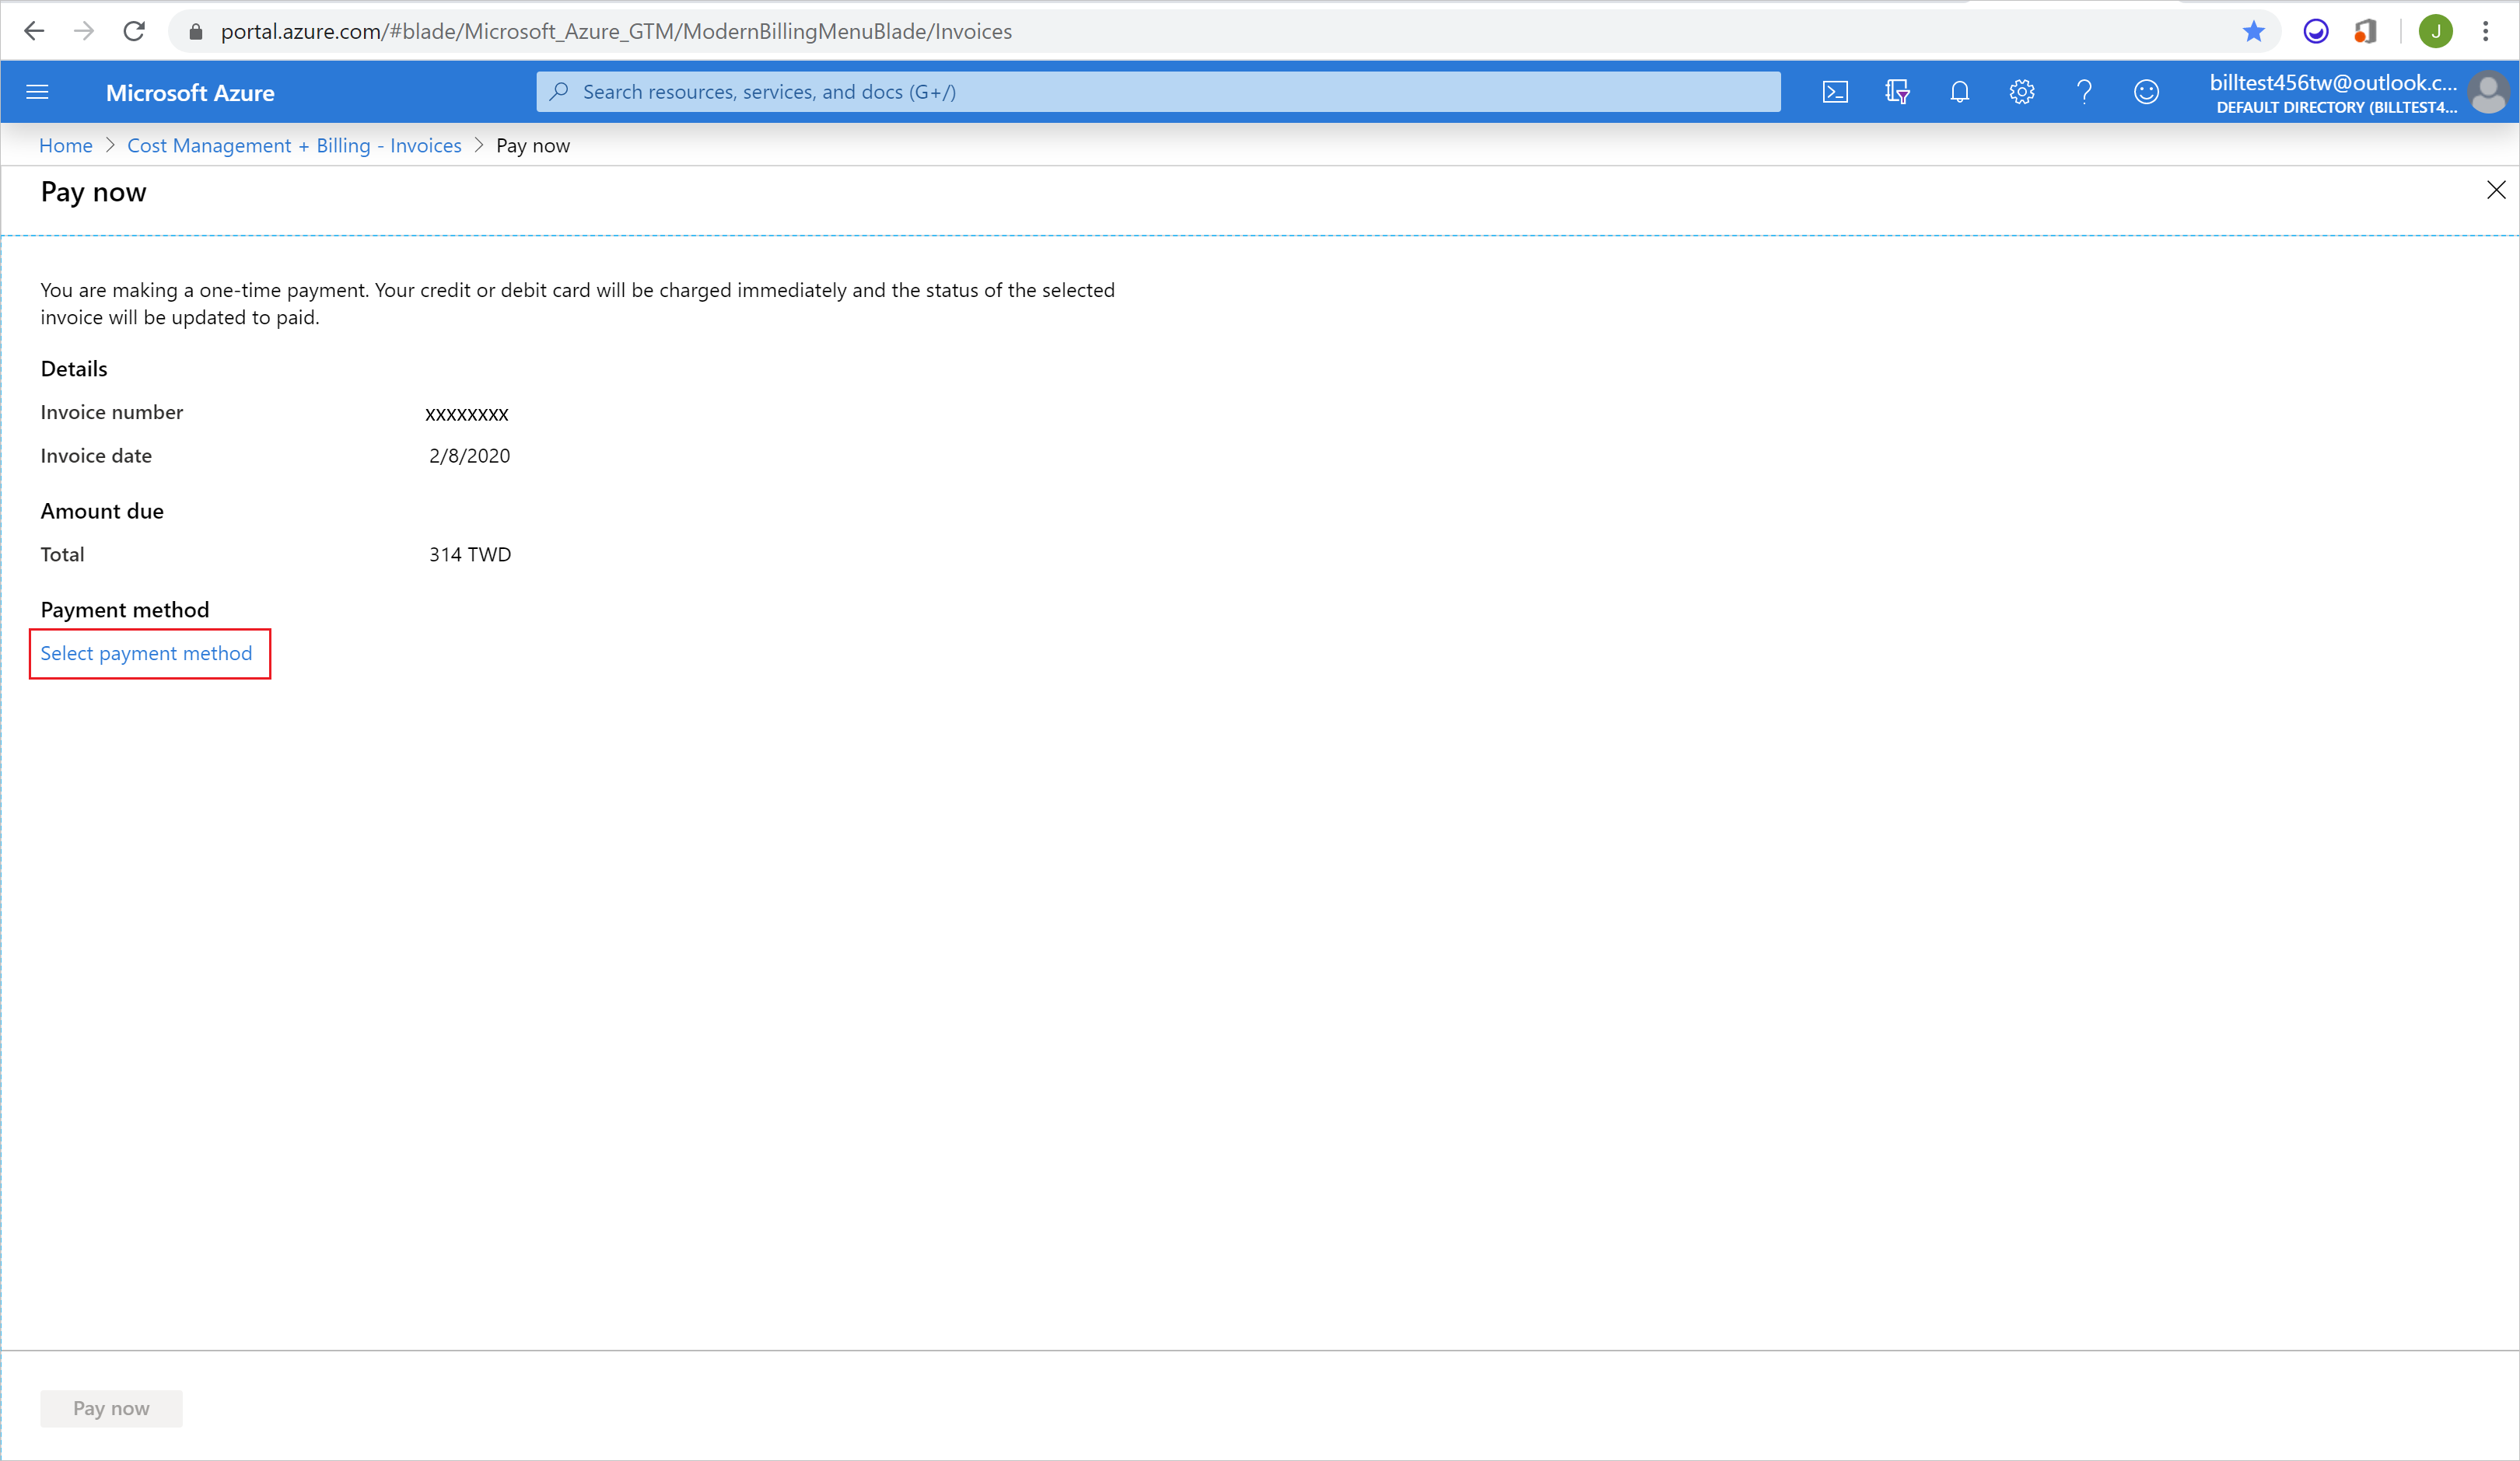 portal.azure.com/#blade/Microsoft_Azure_GTM/ModernBillingMenuBlade/Invoices
J
Microsoft Azure
Search resources, services, and docs (G+/)
billtest456tw@outlook.c...
DEFAULT DIRECTORY (BILLTEST4...
Home > Cost Management + Billing - Invoices > Pay now
Pay now
You are making a one-time payment. Your credit or debit card will be charged immediately and the status of the selected
invoice will be updated to paid.
Details
Invoice number xxxxxxxx
Invoice date 2/8/2020
Amount due
Total 314 TWD
Payment method
Select payment method
Pay now